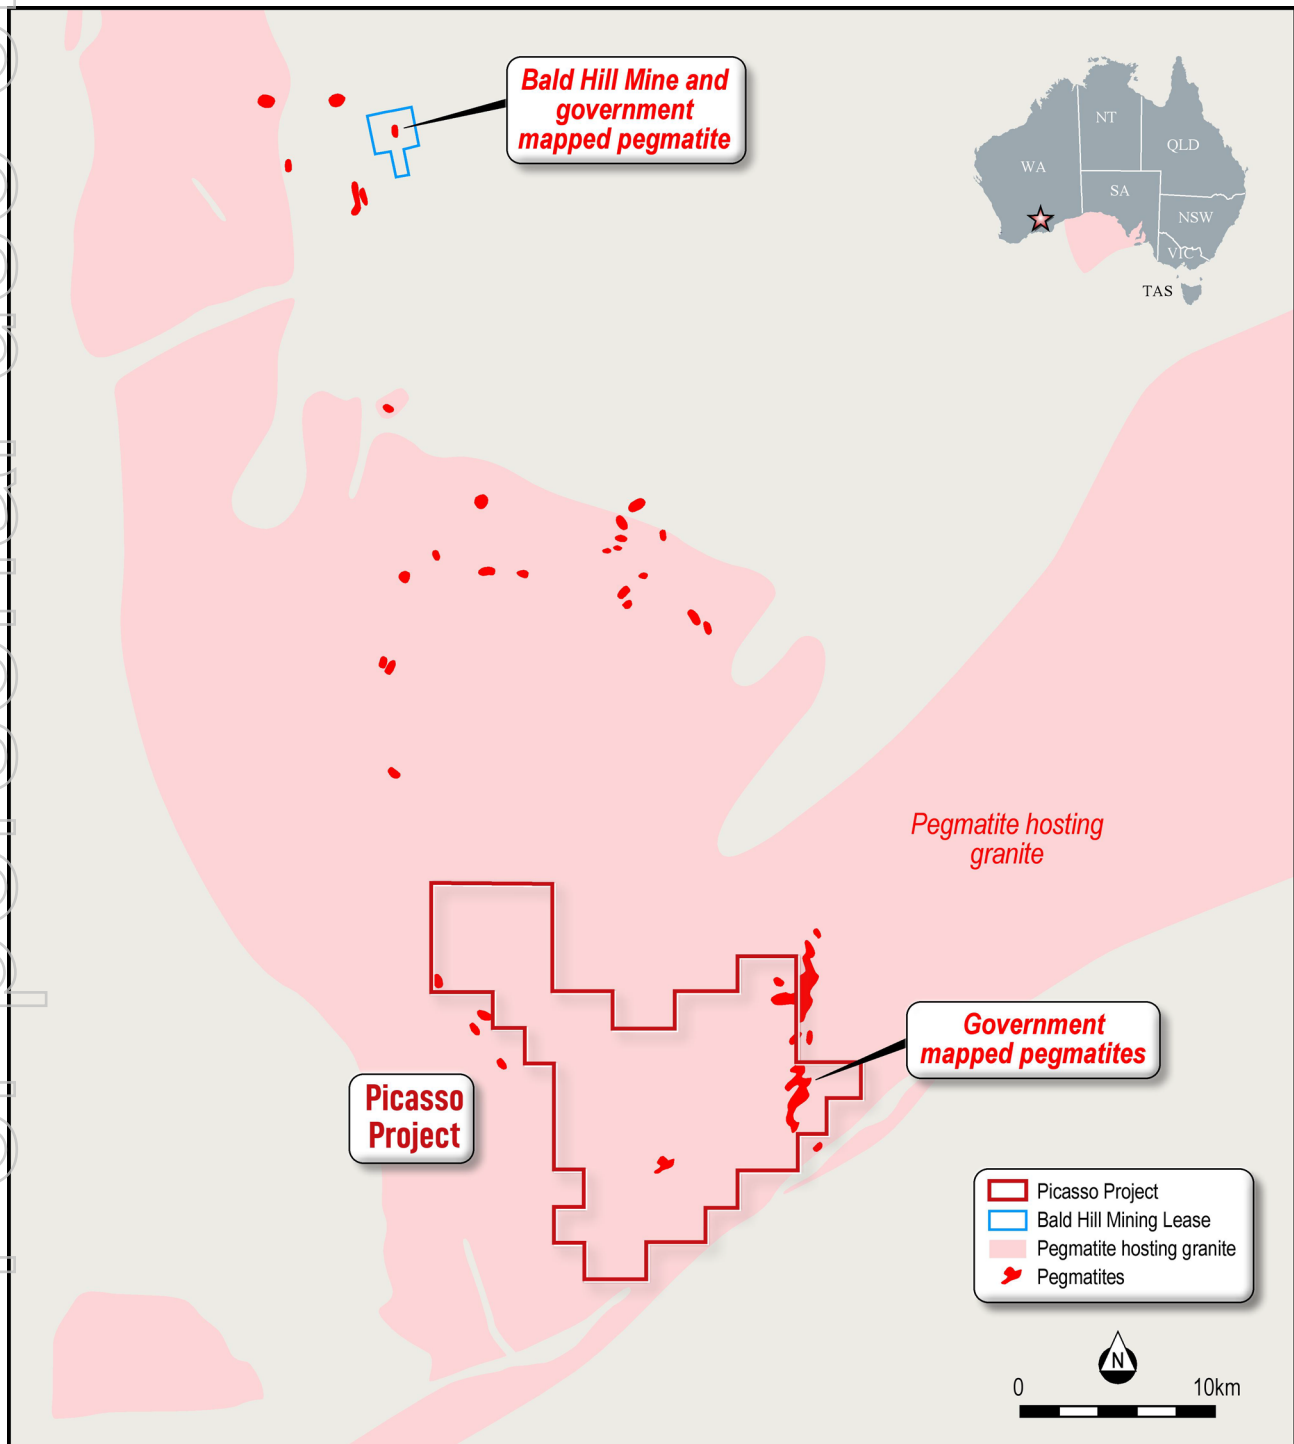 Bald Hill Mine and
government
mapped pegmatite
NT
QLD
WA
SA
NSW
VIC
TAS
Pegmatite hosting
granite
Government
mapped pegmatites
Picasso
Project
Picasso Project
Bald Hill Mining Lease
Pegmatite hosting granite
Pegmatites
N
0 10km